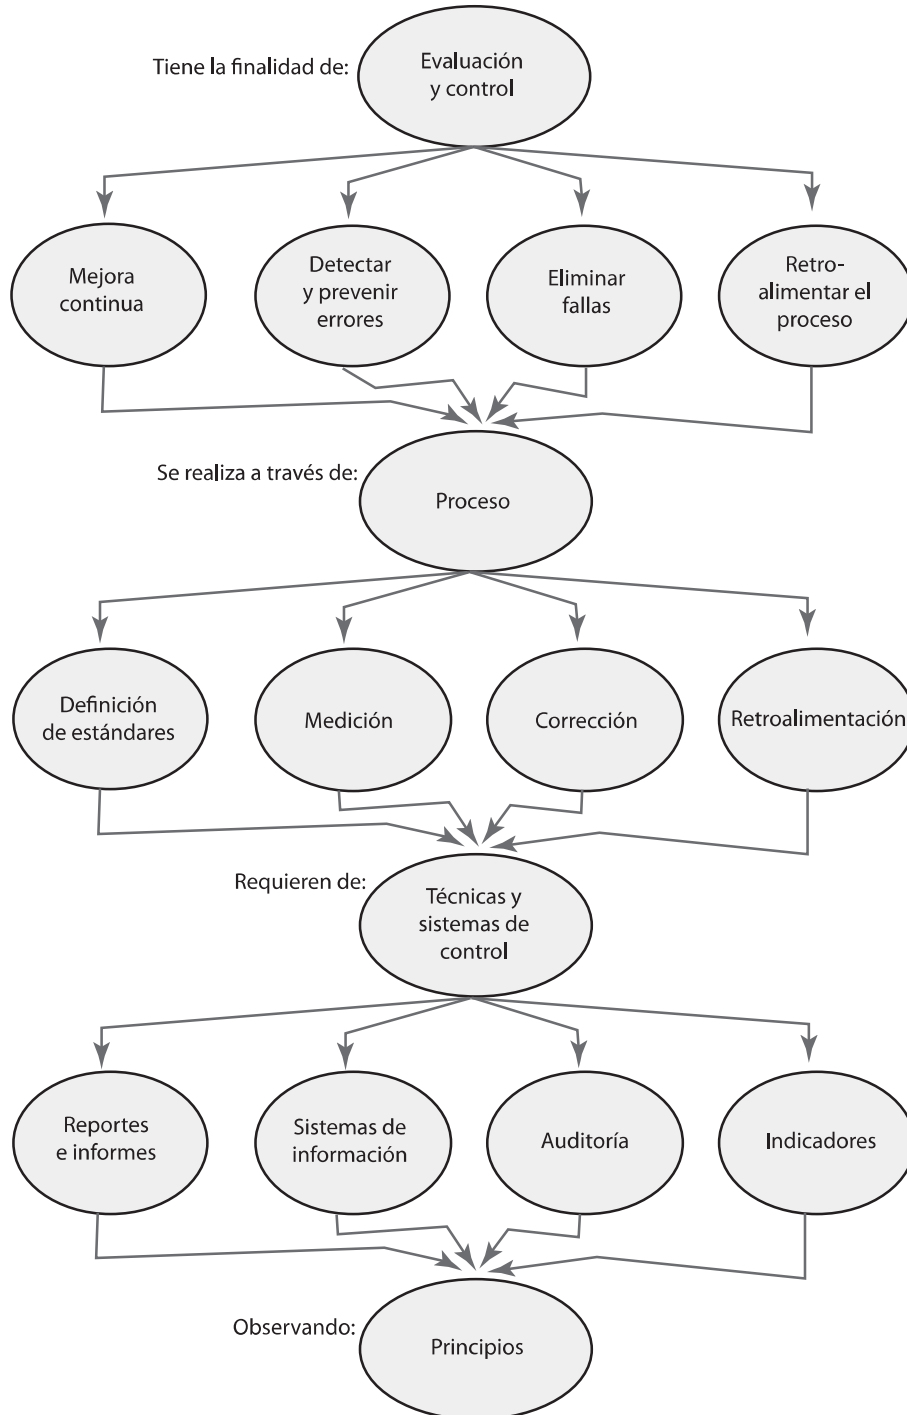 Tiene la finalidad de:
Evaluación
y control
Mejora
continua
Detectar
y prevenir
errores
Eliminar
fallas
Retro-
alimentar el
proceso
Se realiza a través de:
Proceso
Definición
de estándares
Medición
Corrección
Retroalimentación
Requieren de:
Técnicas y
sistemas de
control
Reportes
e informes
Sistemas de
información
Auditoría
Indicadores
Observando:
Principios